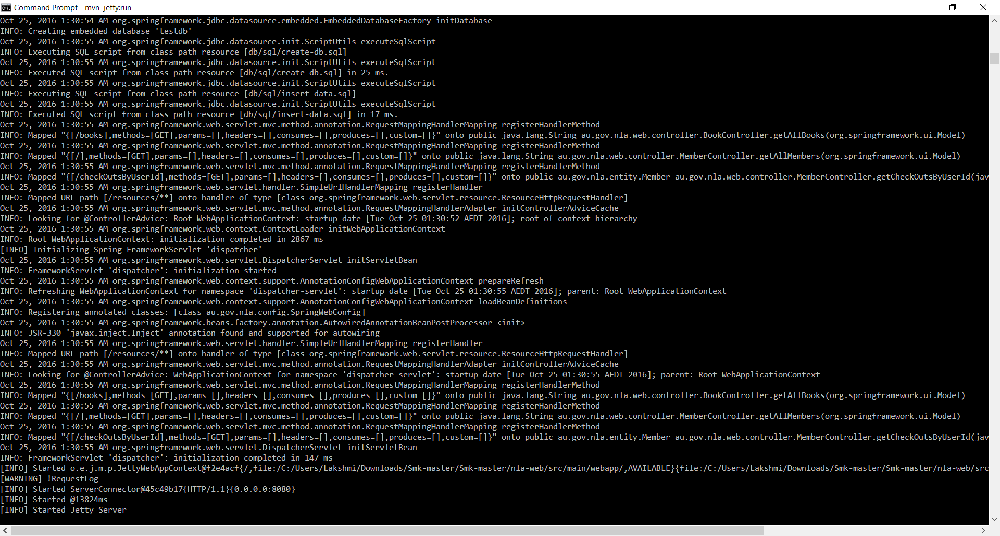 Command Prompt - mvn  jetty:run
Oct 25, 2016 1:30:54 AM org.springframework.jdbc.datasource.embedded.EmbeddedDatabaseFactory initDatabase
INFO: Creating embedded database 'testdb'
Oct 25, 2016 1:30:55 AM org.springframework.jdbc.datasource.init.ScriptUtils executeSqlScript
INFO: Executing SQL script from class path resource [db/sql/create-db.sql]
Oct 25, 2016 1:30:55 AM org.springframework.jdbc.datasource.init.ScriptUtils executeSqlScript
INFO: Executed SQL script from class path resource [db/sql/create-db.sql] in 25 ms.
Oct 25, 2016 1:30:55 AM org.springframework.jdbc.datasource.init.ScriptUtils executeSqlScript
INFO: Executing SQL script from class path resource [db/sql/insert-data.sql]
Oct 25, 2016 1:30:55 AM org.springframework.jdbc.datasource.init.ScriptUtils executeSqlScript
INFO: Executed SQL script from class path resource [db/sql/insert-data.sql] in 17 ms.
Oct 25, 2016 1:30:55 AM org.springframework.web.servlet.mvc.method.annotation.RequestMappingHandlerMapping registerHandlerMethod
INFO: Mapped "{[/books],methods=[GET],params=[],headers=[],consumes=[],produces=[],custom=[]}" onto public java.lang.String au.gov.nla.web.controller.BookController.getAllBooks(org.springframework.ui.Model)
Oct 25, 2016 1:30:55 AM org.springframework.web.servlet.mvc.method.annotation.RequestMappingHandlerMapping registerHandlerMethod
INFO: Mapped "{[/],methods=[GET],params=[],headers=[],consumes=[],produces=[],custom=[]}" onto public java.lang.String au.gov.nla.web.controller.MemberController.getAllMembers(org.springframework.ui.Model)
Oct 25, 2016 1:30:55 AM org.springframework.web.servlet.mvc.method.annotation.RequestMappingHandlerMapping registerHandlerMethod
INFO: Mapped "{[/checkOutsByUserId],methods=[GET],params=[],headers=[],consumes=[],produces=[],custom=[]}" onto public au.gov.nla.entity.Member au.gov.nla.web.controller.MemberController.getCheckOutsByUserId(jav
Oct 25, 2016 1:30:55 AM org.springframework.web.servlet.handler.SimpleUrlHandlerMapping registerHandler
INFO: Mapped URL path [/resources/**] onto handler of type [class org.springframework.web.servlet.resource.ResourceHttpRequestHandler]
Oct 25, 2016 1:30:55 AM org.springframework.web.servlet.mvc.method.annotation.RequestMappingHandlerAdapter initControllerAdviceCache
INFO: Looking for @ControllerAdvice: Root WebApplicationContext: startup date [Tue Oct 25 01:30:52 AEDT 2016]; root of context hierarchy
Oct 25, 2016 1:30:55 AM org.springframework.web.context.ContextLoader initWebApplicationContext
INFO: Root WebApplicationContext: initialization completed in 2867 ms
[INFO] Initializing Spring FrameworkServlet 'dispatcher'
Oct 25, 2016 1:30:55 AM org.springframework.web.servlet.DispatcherServlet initServletBean
INFO: FrameworkServlet 'dispatcher': initialization started
Oct 25, 2016 1:30:55 AM org.springframework.web.context.support.AnnotationConfigWebApplicationContext prepareRefresh
INFO: Refreshing WebApplicationContext for namespace 'dispatcher-servlet': startup date [Tue Oct 25 01:30:55 AEDT 2016]; parent: Root WebApplicationContext
Oct 25, 2016 1:30:55 AM org.springframework.web.context.support.AnnotationConfigWebApplicationContext loadBeanDefinitions
INFO: Registering annotated classes: [class au.gov.nla.config.SpringWebConfig]
Oct 25, 2016 1:30:55 AM org.springframework.beans.factory.annotation.AutowiredAnnotationBeanPostProcessor <init>
INFO: JSR-330 'javax.inject.Inject' annotation found and supported for autowiring
Oct 25, 2016 1:30:55 AM org.springframework.web.servlet.handler.SimpleUrlHandlerMapping registerHandler
INFO: Mapped URL path [/resources/**] onto handler of type [class org.springframework.web.servlet.resource.ResourceHttpRequestHandler]
Oct 25, 2016 1:30:55 AM org.springframework.web.servlet.mvc.method.annotation.RequestMappingHandlerAdapter initControllerAdviceCache
INFO: Looking for @ControllerAdvice: WebApplicationContext for namespace 'dispatcher-servlet': startup date [Tue Oct 25 01:30:55 AEDT 2016]; parent: Root WebApplicationContext
Oct 25, 2016 1:30:55 AM org.springframework.web.servlet.mvc.method.annotation.RequestMappingHandlerMapping registerHandlerMethod
INFO: Mapped "{[/books],methods=[GET],params=[],headers=[],consumes=[],produces=[],custom=[]}" onto public java.lang.String au.gov.nla.web.controller.BookController.getAllBooks(org.springframework.ui.Model)
Oct 25, 2016 1:30:55 AM org.springframework.web.servlet.mvc.method.annotation.RequestMappingHandlerMapping registerHandlerMethod
INFO: Mapped "{[/],methods=[GET],params=[],headers=[],consumes=[],produces=[],custom=[]}" onto public java.lang.String au.gov.nla.web.controller.MemberController.getAllMembers(org.springframework.ui.Model)
Oct 25, 2016 1:30:55 AM org.springframework.web.servlet.mvc.method.annotation.RequestMappingHandlerMapping registerHandlerMethod
INFO: Mapped "{[/checkOutsByUserId],methods=[GET],params=[],headers=[],consumes=[],produces=[],custom=[]}" onto public au.gov.nla.entity.Member au.gov.nla.web.controller.MemberController.getCheckOutsByUserId(jav
Oct 25, 2016 1:30:55 AM org.springframework.web.servlet.DispatcherServlet initServletBean
INFO: FrameworkServlet 'dispatcher': initialization completed in 147 ms
[INFO] Started o.e.j.m.p.JettyWebAppContext@f2e4acf{/,file:/C:/Users/Lakshmi/Downloads/Smk-master/Smk-master/nla-web/src/main/webapp/,AVAILABLE}{file:/C:/Users/Lakshmi/Downloads/Smk-master/Smk-master/nla-web/src
[WARNING] !RequestLog
[INFO] Started ServerConnector@45c49b17{HTTP/1.1}{0.0.0.0:8080}
[INFO] Started @13824ms
[INFO] Started Jetty Server